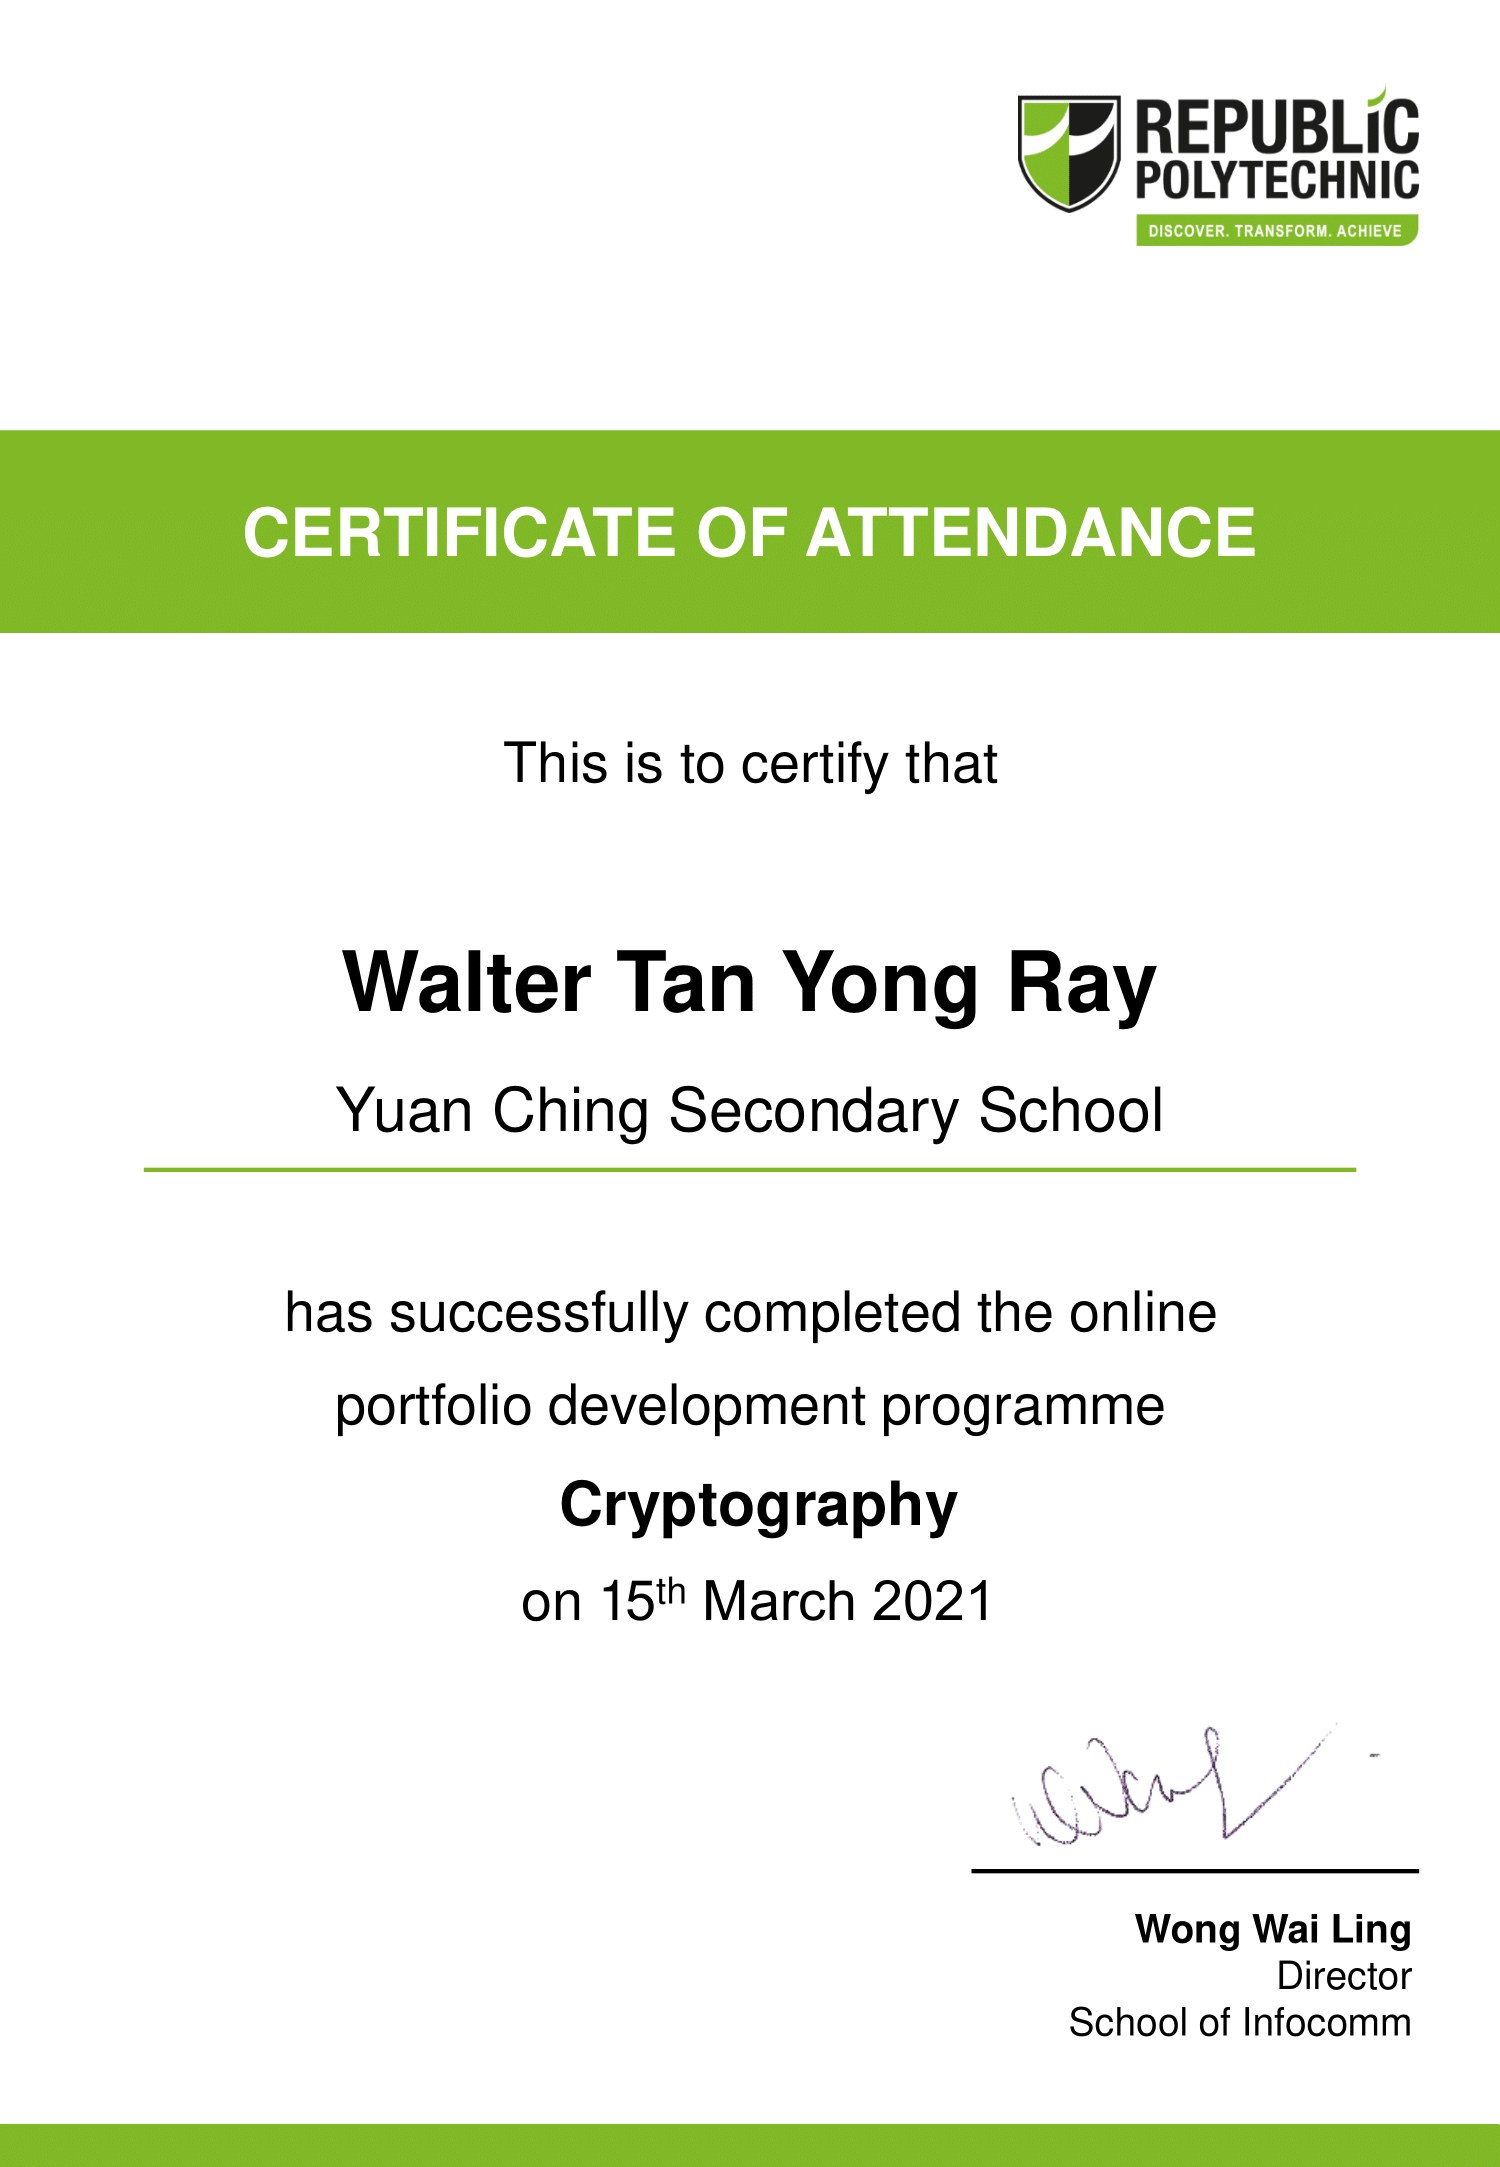 REPUBLIC
POLYTECHNIC
DISCOVER. TRANSFORM. ACHIEVE
CERTIFICATE OF ATTENDANCE
This is to certify that
Walter Tan Yong Ray
Yuan Ching Secondary School
has successfully completed the online
portfolio development programme
Cryptography
on 15th March 2021
Wong Wai Ling
Director
School of Infocomm